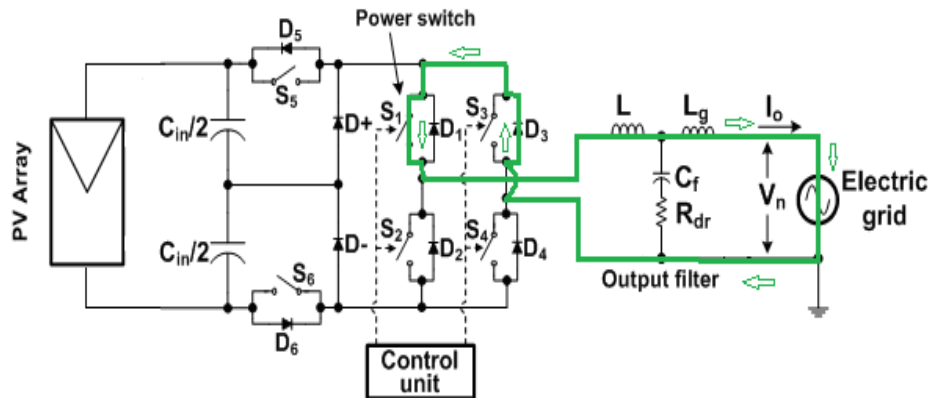 Power switch
D5
S5
Cin/2
D+
S1
D1
S3
D3
L
Lg
Io
PV Array
Cf
Rdr
Vn
Electric
grid
Cin/2
D-
S2
D2
S4
D4
S6
D6
Output filter
Control
unit